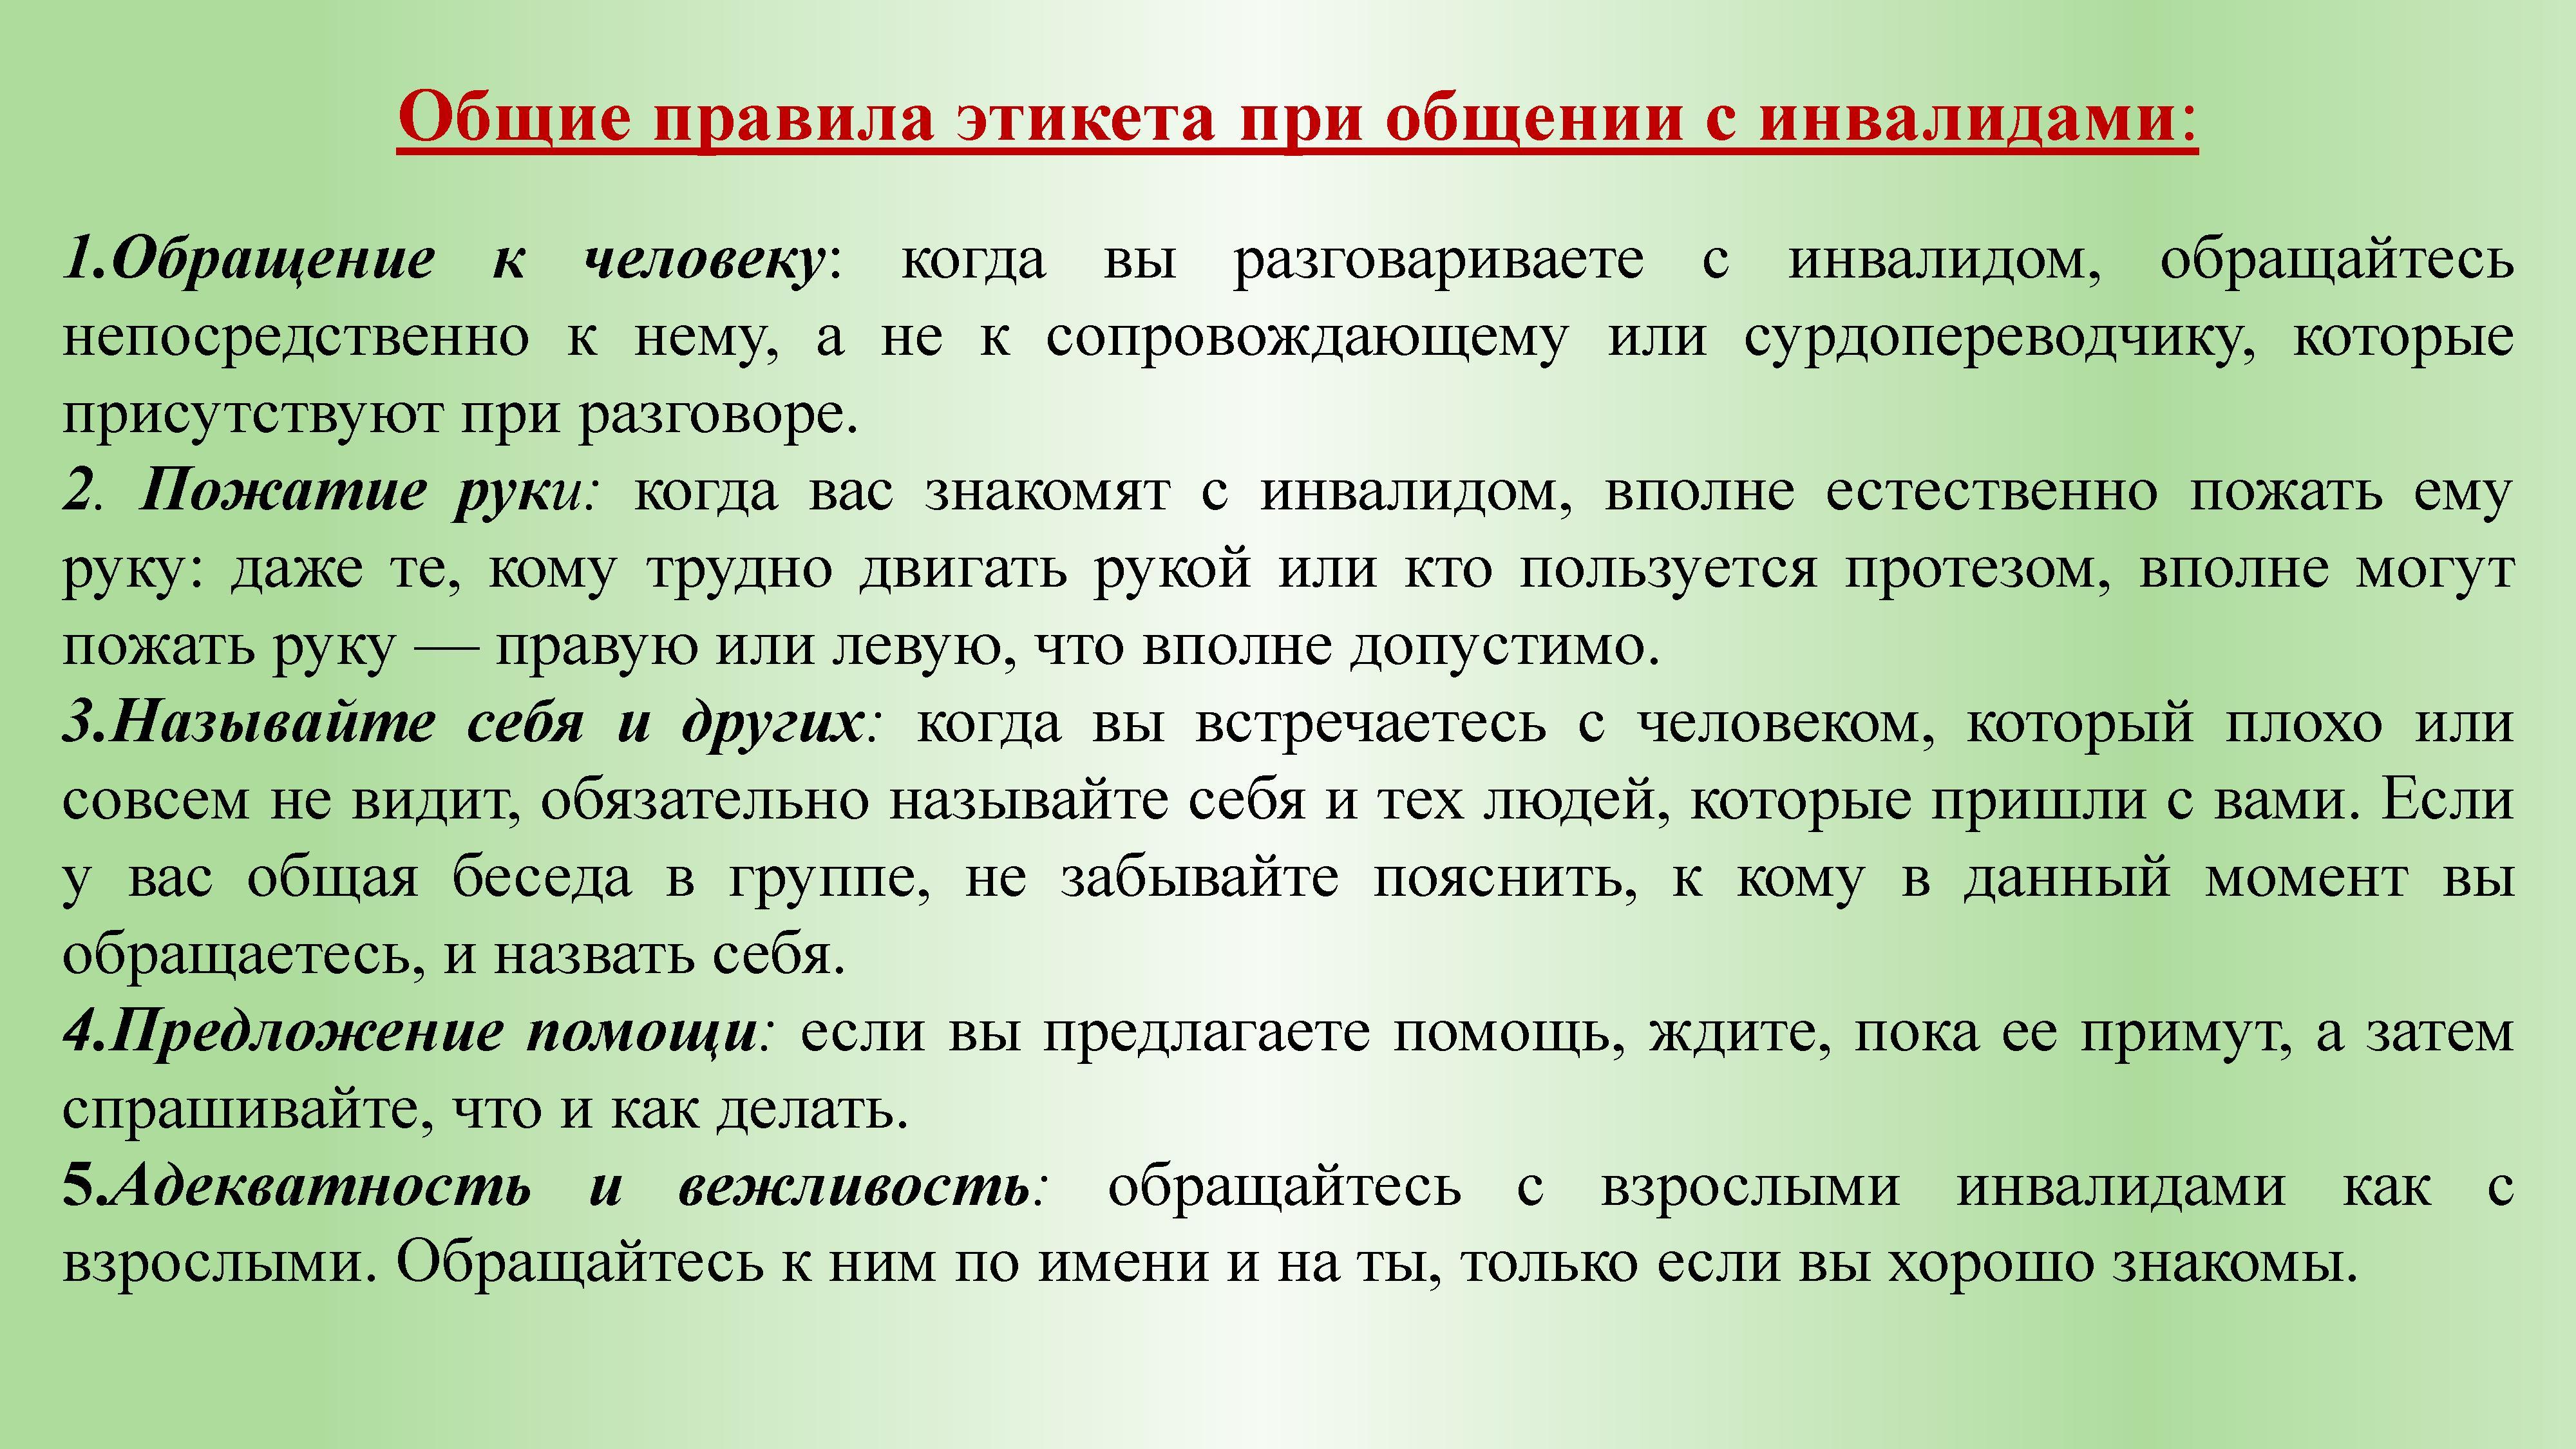 Общие правила этикета при общении с инвалидами:
1.Обращение к человеку: когда вы разговариваете с инвалидом, обращайтесь
непосредственно к нему, а не к сопровождающему или сурдопереводчику, которые
присутствуют при разговоре.
2. Пожатие руки: когда вас знакомят с инвалидом, вполне естественно пожать ему
руку: даже те, кому трудно двигать рукой или кто пользуется протезом, вполне могут
пожать руку — правую или левую, что вполне допустимо.
3.Называйте себя и других: когда вы встречаетесь с человеком, который плохо или
совсем не видит, обязательно называйте себя и тех людей, которые пришли с вами. Если
у вас общая беседа в группе, не забывайте пояснить, к кому в данный момент вы
обращаетесь, и назвать себя.
4.Предложение помощи: если вы предлагаете помощь, ждите, пока ее примут, а затем
спрашивайте, что и как делать.
5.Адекватность и вежливость: обращайтесь с взрослыми инвалидами как с
взрослыми. Обращайтесь к ним по имени и на ты, только если вы хорошо знакомы.